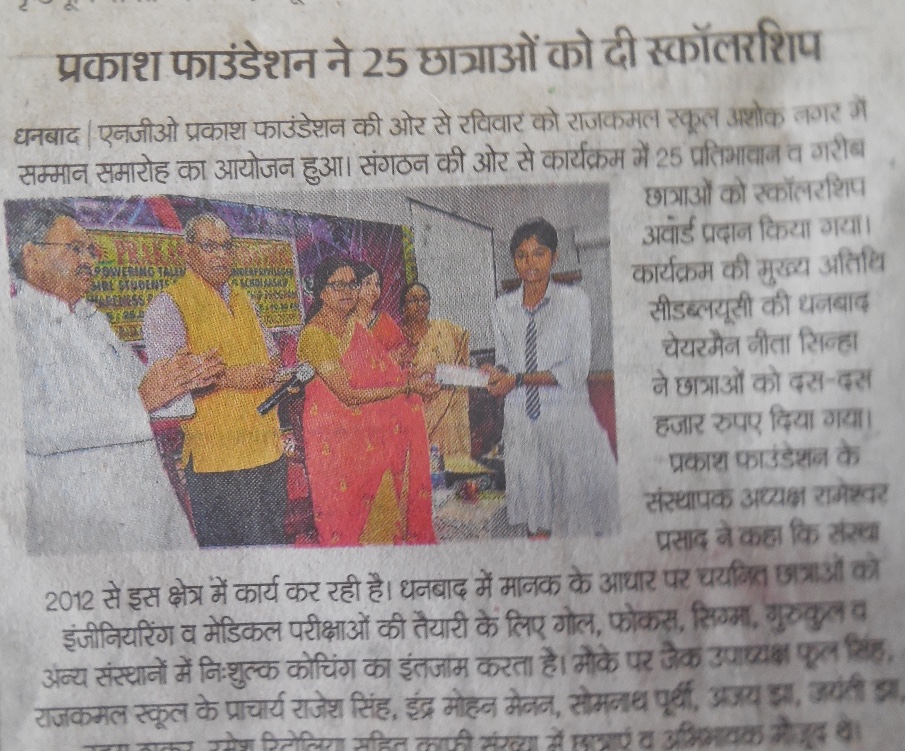 प्रकाश फाउंडेशन ने 25 छात्राओं को दी स्कॉलरशिप
धनबाद | एनजीओ प्रकाश फाउंडेशन की ओर से रविवार को राजकमल स्कूल अशोक नगर में
सम्मान समारोह का आयोजन हुआ। संगठन की ओर से कार्यक्रम में 25 प्रतिभावान व गरीब
छात्राओं को स्कॉलरशिप
अवार्ड प्रदान किया गया।
कार्यक्रम की मुख्य अतिथि
सीडब्लयूसी की धनबाद
चेयरमैन नीता सिन्हा
ने छात्राओं को दस-दस
हजार रुपए दिया गया।
प्रकाश फाउंडेशन के
संस्थापक अध्यक्ष रामेश्वर
प्रसाद ने कहा कि संस्था
2012 से इस क्षेत्र में कार्य कर रही है। धनबाद में मानक के आधार पर चयनित छात्राओं को
इंजीनियरिंग व मेडिकल परीक्षाओं की तैयारी के लिए गोल, फोकस, सिग्मा, गुरुकुल व
अन्य संस्थानों में निःशुल्क कोचिंग का इंतजाम करता है। मौके पर जैक उपाध्यक्ष फूल सिंह,
राजकमल स्कूल के प्राचार्य राजेश सिंह, इंद्र मोहन मेनन, सोमनाथ पूर्थी, अजय झा, जयंती झा,
रमेश रिटोलिया सहित काफी संख्या में छात्राएं व अभिभावक मौजूद थे।
POWERING TALEN
GIRL STUDENTS